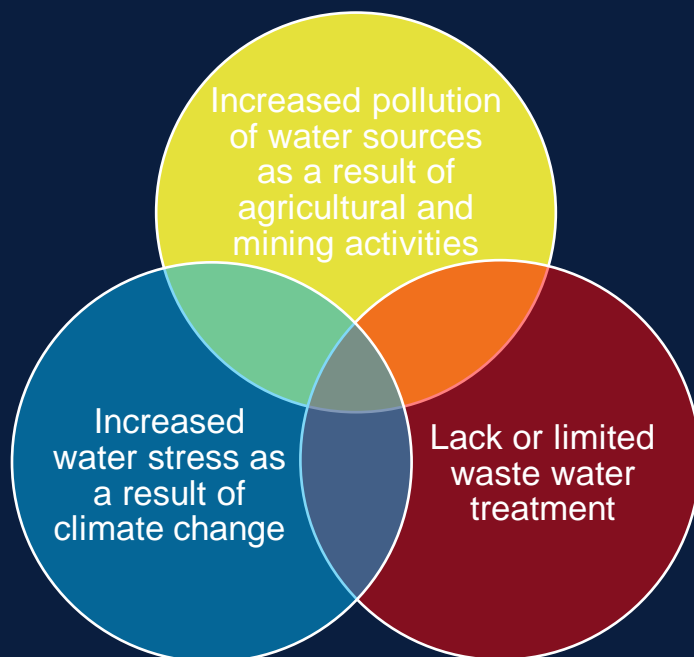 Increased pollution
of water sources
as a result of
agricultural and
mining activities
Increased
water stress as
a result of
climate change
Lack or limited
waste water
treatment